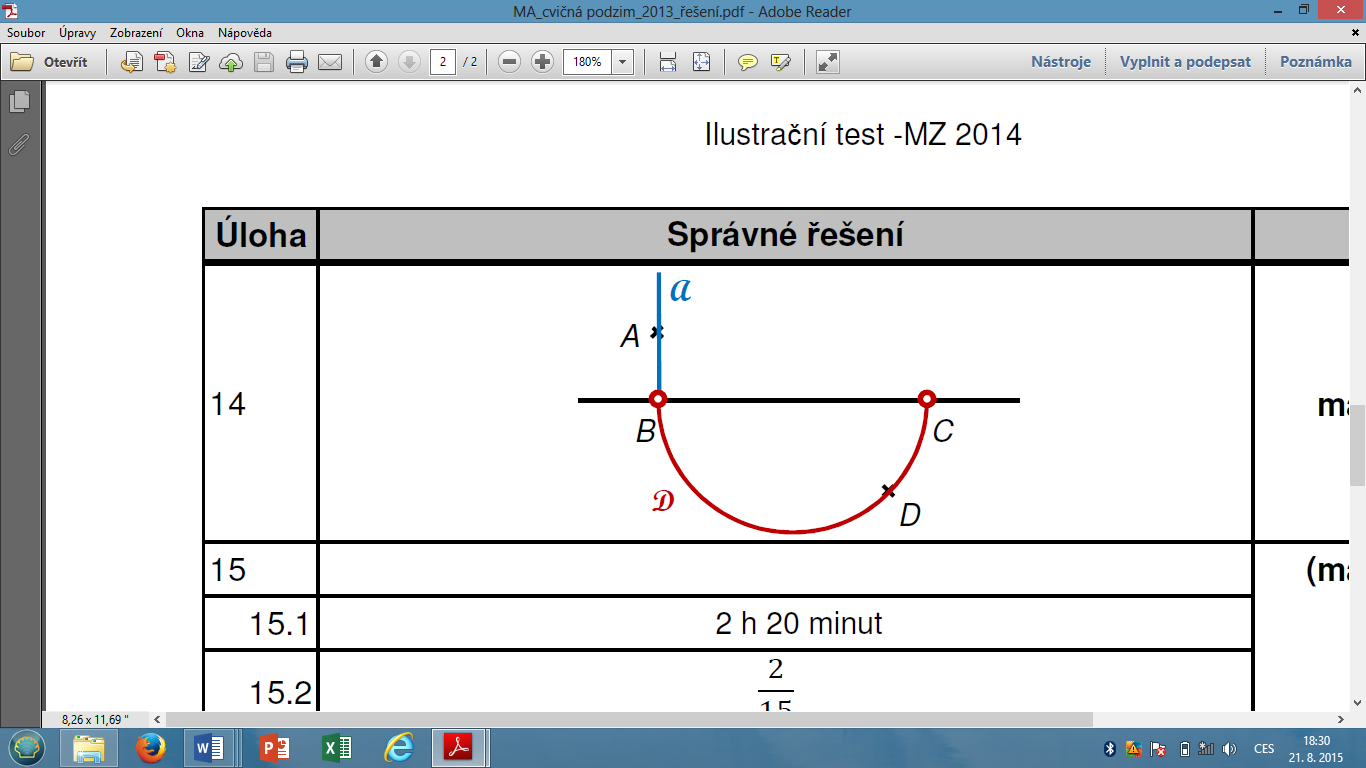 MA_cvičná podzim_2013_řešení.pdf - Adobe Reader
Soubor Úpravy Zobrazení Okna Nápověda
Otevřít 2 / 2 180% Nástroje Vyplnit a podepsat Poznámka
Ilustrační test -MZ 2014
Úloha Správné řešení
14
a
A
B
C
D
D
15
15.1 2 h 20 minut
15.2 2
8,26 x 11,69 "
CES 18:30
21. 8. 2015